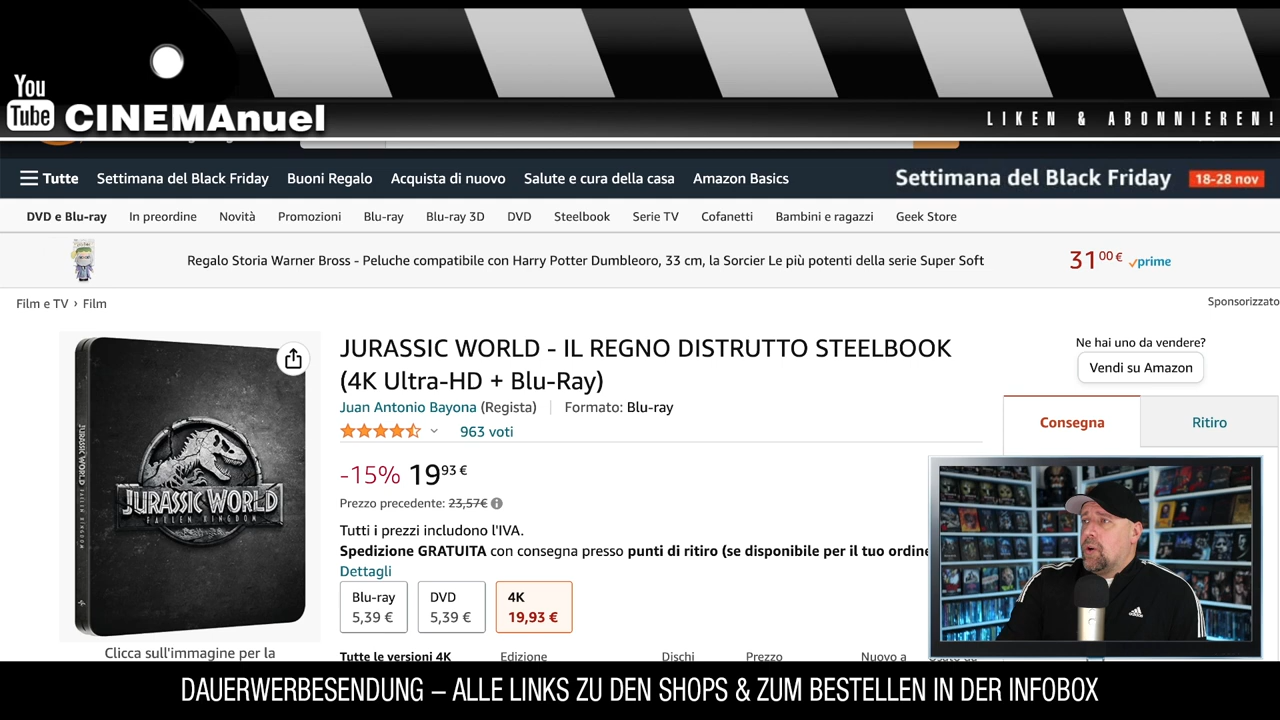 You
Tube
CINEMAnuel
LIKEN & ABONNIEREN!
Tutte Settimana del Black Friday Buoni Regalo Acquista di nuovo Salute e cura della casa Amazon Basics
Settimana del Black Friday 18-28 nov
DVD e Blu-ray In preordine Novità Promozioni Blu-ray Blu-ray 3D DVD Steelbook Serie TV Cofanetti Bambini e ragazzi Geek Store
Regalo Storia Warner Bross - Peluche compatibile con Harry Potter Dumbleoro, 33 cm, la Sorcier Le più potenti della serie Super Soft
31 00 € prime
Film e TV › Film
Sponsorizzato
JURASSIC WORLD
FALLEN KINGDOM
JURASSIC WORLD FALLEN KINGDOM
Clicca sull'immagine per la
JURASSIC WORLD - IL REGNO DISTRUTTO STEELBOOK
(4K Ultra-HD + Blu-Ray)
Juan Antonio Bayona (Regista) Formato: Blu-ray
963 voti
-15% 19 93 €
Prezzo precedente: 23,57€
Tutti i prezzi includono l'IVA.
Spedizione GRATUITA con consegna presso punti di ritiro (se disponibile per il tuo ordine
Dettagli
Blu-ray
5,39 €
DVD
5,39 €
4K
19,93 €
Tutte le versioni 4K Edizione Dischi Prezzo Nuovo a
Ne hai uno da vendere?
Vendi su Amazon
Consegna Ritiro
adidas
DAUERWERBESENDUNG – ALLE LINKS ZU DEN SHOPS & ZUM BESTELLEN IN DER INFOBOX